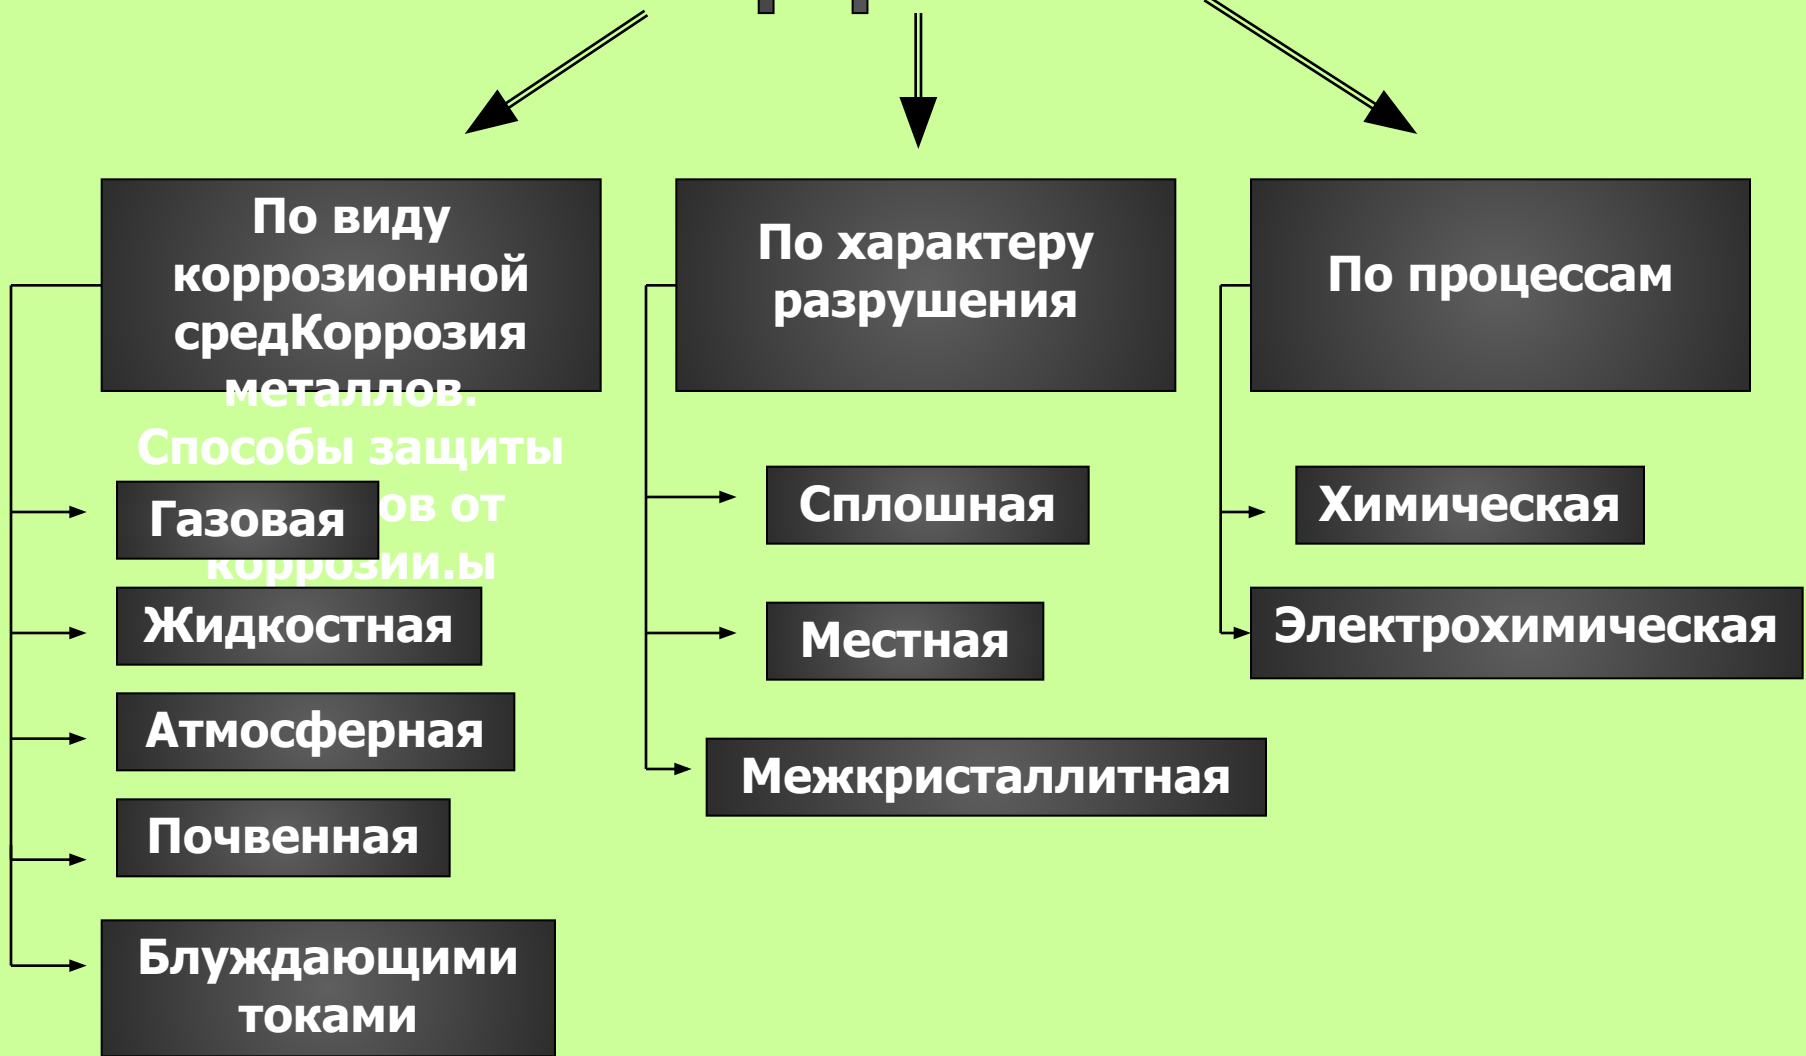 По виду
коррозионной
средКоррозия
металлов.
Способы защиты
ов от
коррозии.ы
Газовая
Жидкостная
Атмосферная
Почвенная
Блуждающими
токами
По характеру
разрушения
Сплошная
Местная
Межкристаллитная
По процессам
Химическая
Электрохимическая